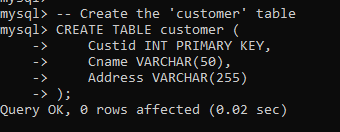 mysql> -- Create the 'customer' table
mysql> CREATE TABLE customer (
    ->     Custid INT PRIMARY KEY,
    ->     Cname VARCHAR(50),
    ->     Address VARCHAR(255)
    -> );
Query OK, 0 rows affected (0.02 sec)